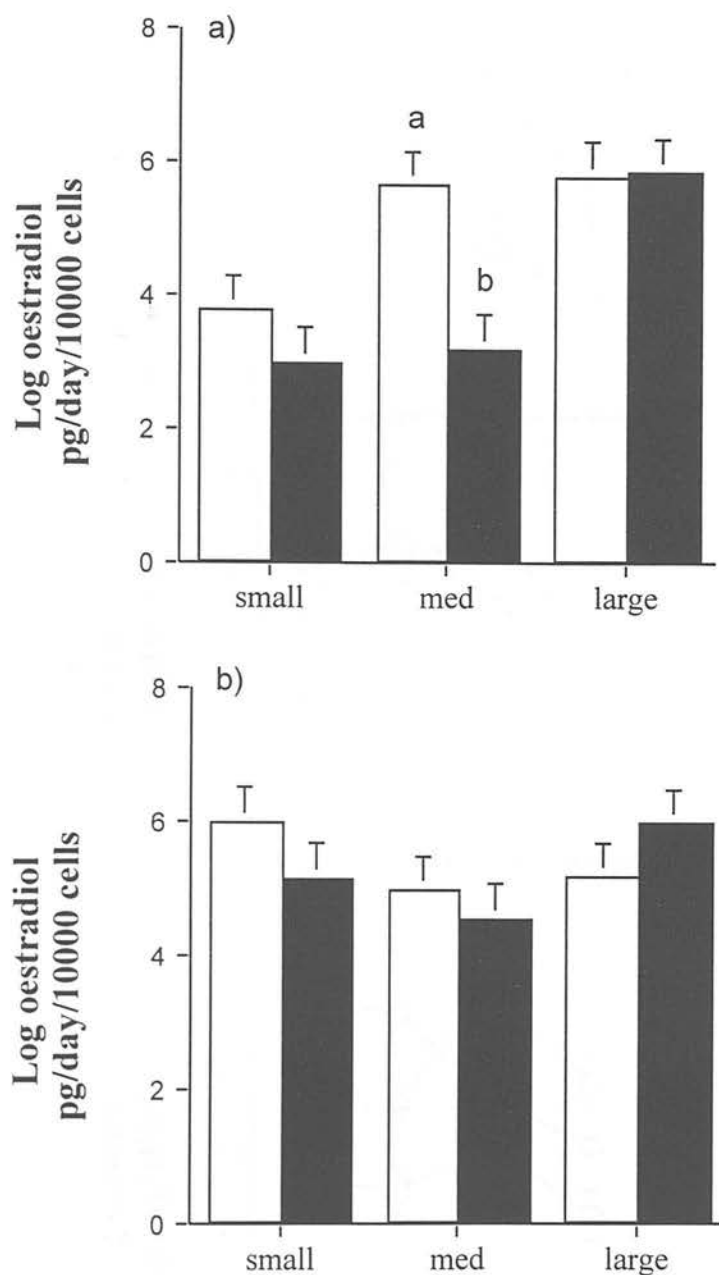 a)
8
6
4
2
0
Log oestradiol
pg/day/10000 cells
a
b
small med large
b)
8
6
4
2
0
Log oestradiol
pg/day/10000 cells
small med large